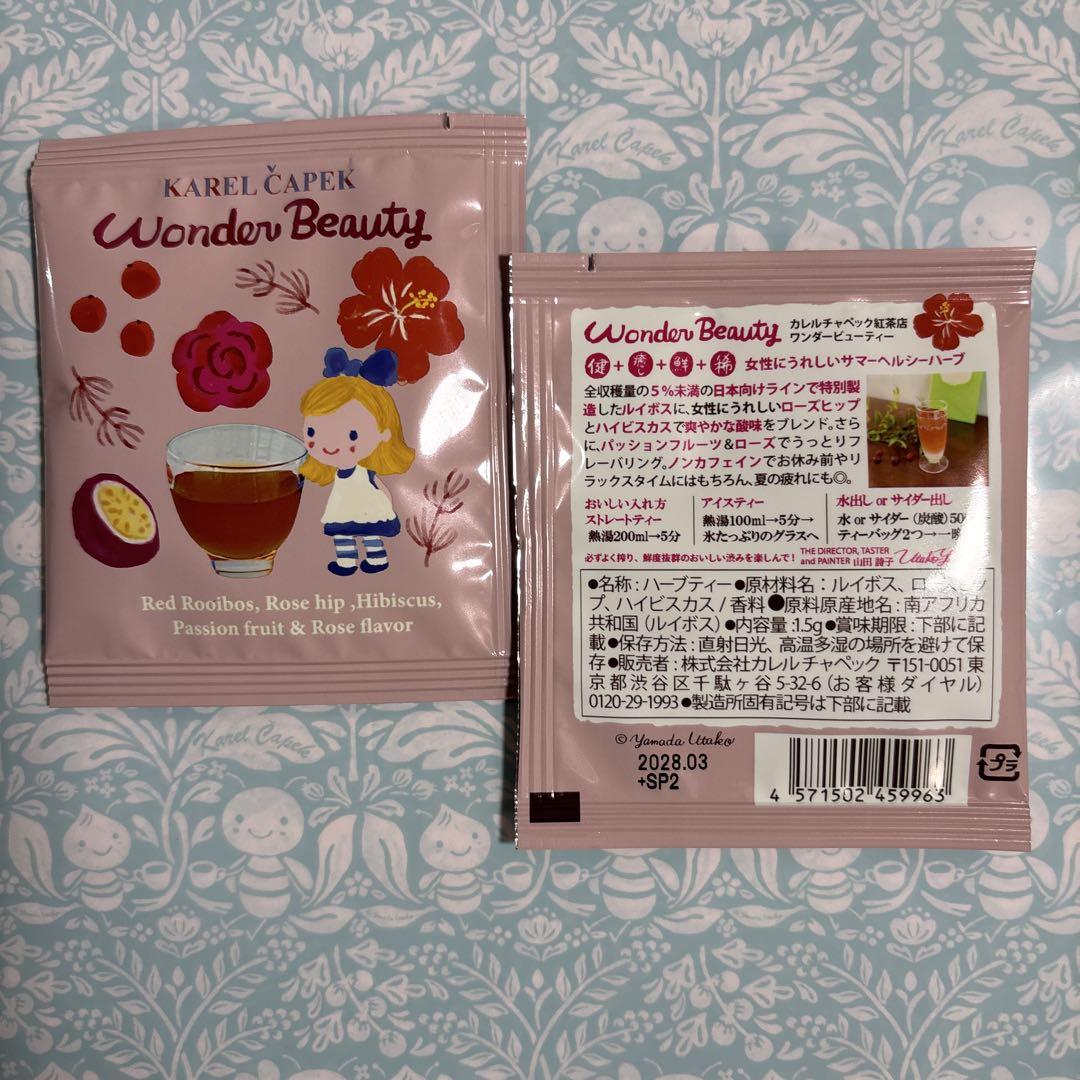 KAREL ČAPEK
Wonder Beauty
Red Rooibos, Rose hip ,Hibiscus,
Passion fruit & Rose flavor
Karel Čapek
Wonder Beauty
カレルチャペック紅茶店
ワンダービューティー
健+癒+鮮+稀 女性にうれしいサマーヘルシーハーブ
全収穫量の5%未満の日本向けラインで特別製
造したルイボスに、女性にうれしいローズヒップ
とハイビスカスで爽やかな酸味をブレンド。さら
に、パッションフルーツ&ローズでうっとりフ
レーバリング。ノンカフェインでお休み前やリ
ラックスタイムにはもちろん、夏の疲れにも◎。
おいしい入れ方
ストレートティー
熱湯200ml→5分
アイスティー
熱湯100ml→5分→
氷たっぷりのグラスへ
水出し or サイダー出し
水 or サイダー(炭酸)
ティーバッグ2つ→
必ずよく搾り、鮮度抜群のおいしい渋みを楽しんで!
THE DIRECTOR, TASTER
and PAINTER 山田 詩子
●名称:ハーブティー●原材料名:ルイボス、
プ、ハイビスカス/香料●原料原産地名:南アフリカ
共和国(ルイボス)●内容量:1.5g●賞味期限:下部に記
載●保存方法:直射日光、高温多湿の場所を避けて保
存●販売者:株式会社カレルチャペック 〒151-0051 東
京都渋谷区千駄ヶ谷5-32-6(お客様ダイヤル)
0120-29-1993●製造所固有記号は下部に記載
© Yamada Utako
2028.03
+SP2
4 571502 459963
プラ
Karel Čapek
Karel Čapek